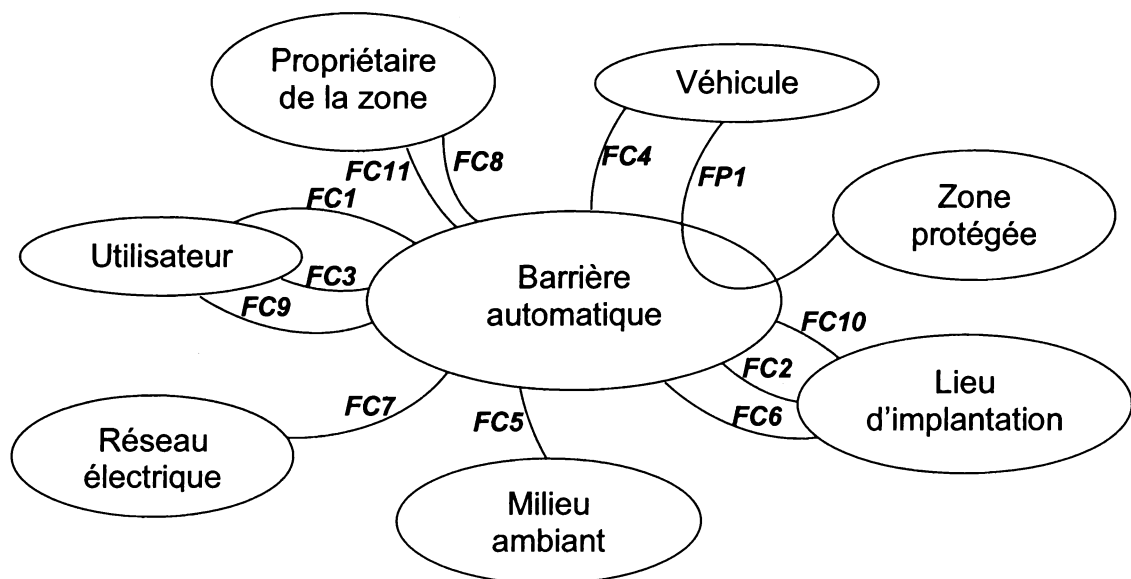 Propriétaire
de la zone
Véhicule
FC11
FC8
FC4
FP1
FC1
Zone
protégée
Utilisateur
FC3
FC9
Barrière
automatique
FC10
FC2
FC6
Lieu
d'implantation
FC7
FC5
Réseau
électrique
Milieu
ambiant